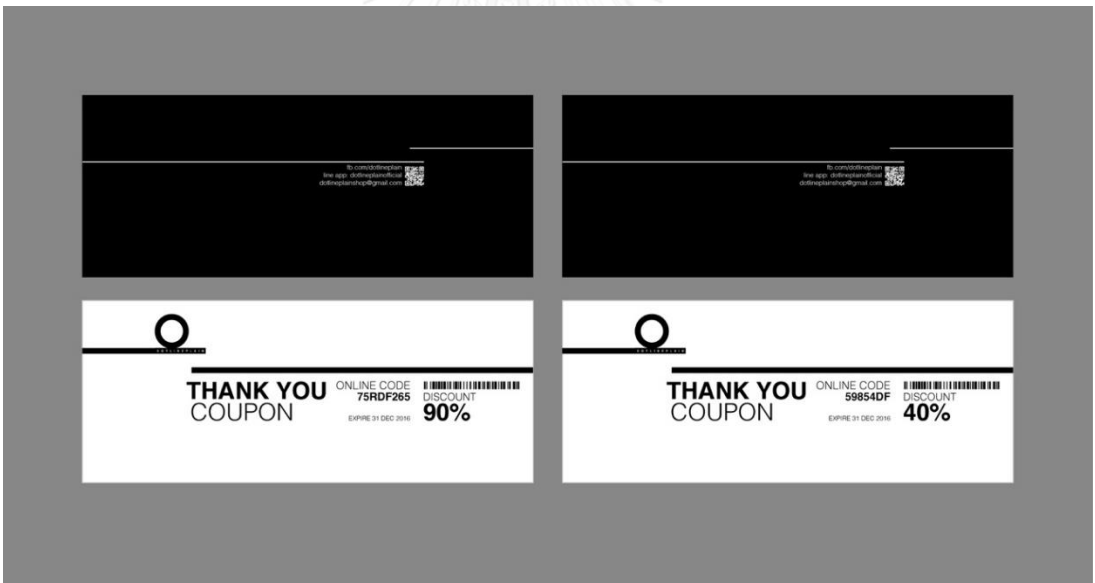 fb.com/dotlineplain
line app: dotlineplainofficial
dotlineplainshop@gmail.com
fb.com/dotlineplain
line app: dotlineplainofficial
dotlineplainshop@gmail.com
DOTLINEPLAIN
THANK YOU
COUPON
ONLINE CODE
75RDF265
EXPIRE 31 DEC 2016
DISCOUNT
90%
DOTLINEPLAIN
THANK YOU
COUPON
ONLINE CODE
59854DF
EXPIRE 31 DEC 2016
DISCOUNT
40%